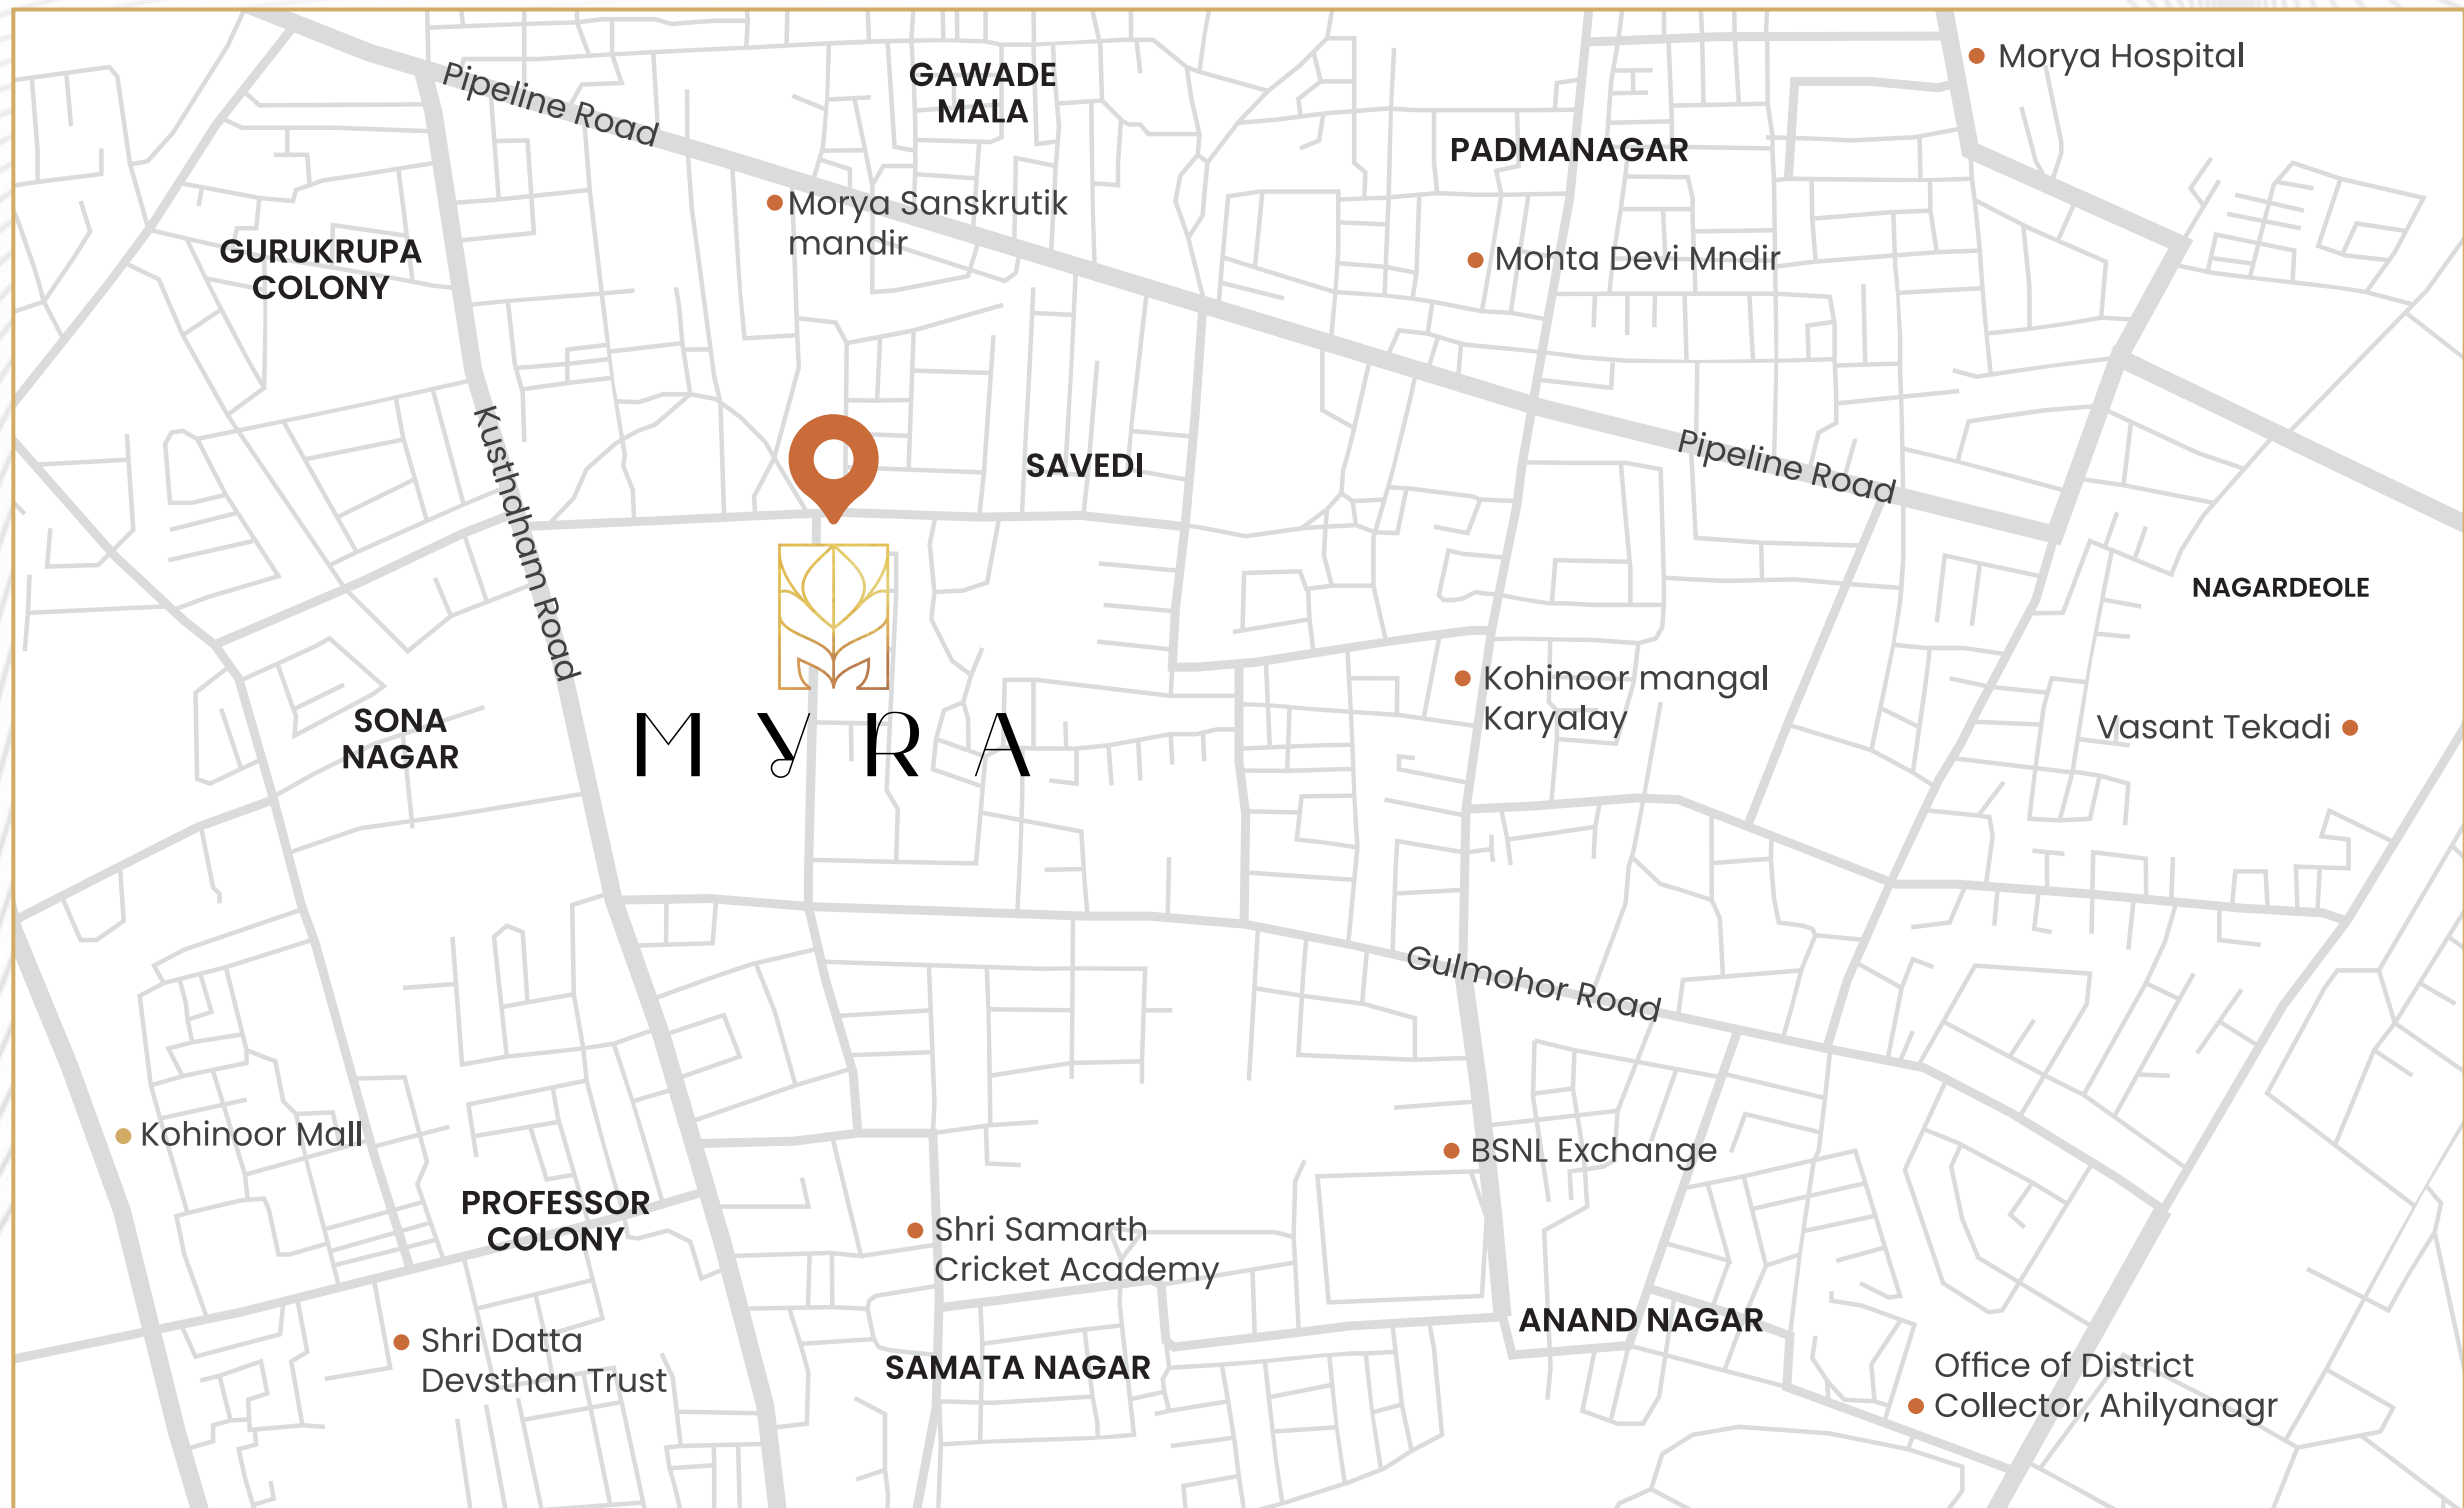 Morya Hospital
Pipeline Road
GAWADE
MALA
PADMANAGAR
Morya Sanskrutik
mandir
GURUKRUPA
COLONY
Mohta Devi Mndir
Kusthdham Road
SAVEDI
Pipeline Road
NAGARDEOLE
Kohinoor mangal
Karyalay
SONA
NAGAR
MYRA
Vasant Tekadi
Gulmohor Road
Kohinoor Mall
BSNL Exchange
PROFESSOR
COLONY
Shri Samarth
Cricket Academy
Shri Datta
Devsthan Trust
SAMATA NAGAR
ANAND NAGAR
Office of District
Collector, Ahilyanagr